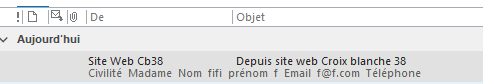 ! De Objet
Aujourd'hui
Site Web Cb38 Depuis site web Croix blanche 38
Civilité Madame Nom fifi prénom f Email f@f.com Téléphone